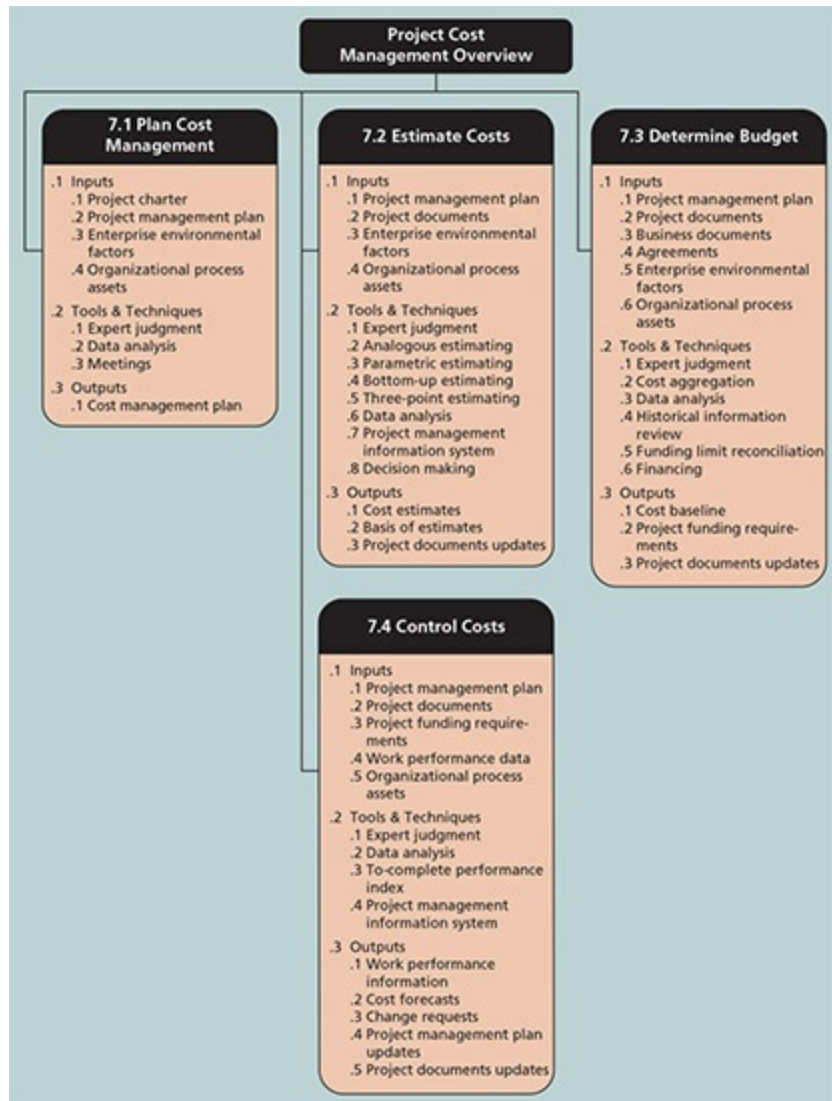 Project Cost
Management Overview
7.1 Plan Cost
Management
.1 Inputs
.1 Project charter
.2 Project management plan
.3 Enterprise environmental
factors
.4 Organizational process
assets
.2 Tools & Techniques
.1 Expert judgment
.2 Data analysis
.3 Meetings
.3 Outputs
.1 Cost management plan
7.2 Estimate Costs
.1 Inputs
.1 Project management plan
.2 Project documents
.3 Enterprise environmental
factors
.4 Organizational process
assets
.2 Tools & Techniques
.1 Expert judgment
.2 Analogous estimating
.3 Parametric estimating
.4 Bottom-up estimating
.5 Three-point estimating
.6 Data analysis
.7 Project management
information system
.8 Decision making
.3 Outputs
.1 Cost estimates
.2 Basis of estimates
.3 Project documents updates
7.3 Determine Budget
.1 Inputs
.1 Project management plan
.2 Project documents
.3 Business documents
.4 Agreements
.5 Enterprise environmental
factors
.6 Organizational process
assets
.2 Tools & Techniques
.1 Expert judgment
.2 Cost aggregation
.3 Data analysis
.4 Historical information
review
.5 Funding limit reconciliation
.6 Financing
.3 Outputs
.1 Cost baseline
.2 Project funding require-
ments
.3 Project documents updates
7.4 Control Costs
.1 Inputs
.1 Project management plan
.2 Project documents
.3 Project funding require-
ments
.4 Work performance data
.5 Organizational process
assets
.2 Tools & Techniques
.1 Expert judgment
.2 Data analysis
.3 To-complete performance
index
.4 Project management
information system
.3 Outputs
.1 Work performance
information
.2 Cost forecasts
.3 Change requests
.4 Project management plan
updates
.5 Project documents updates